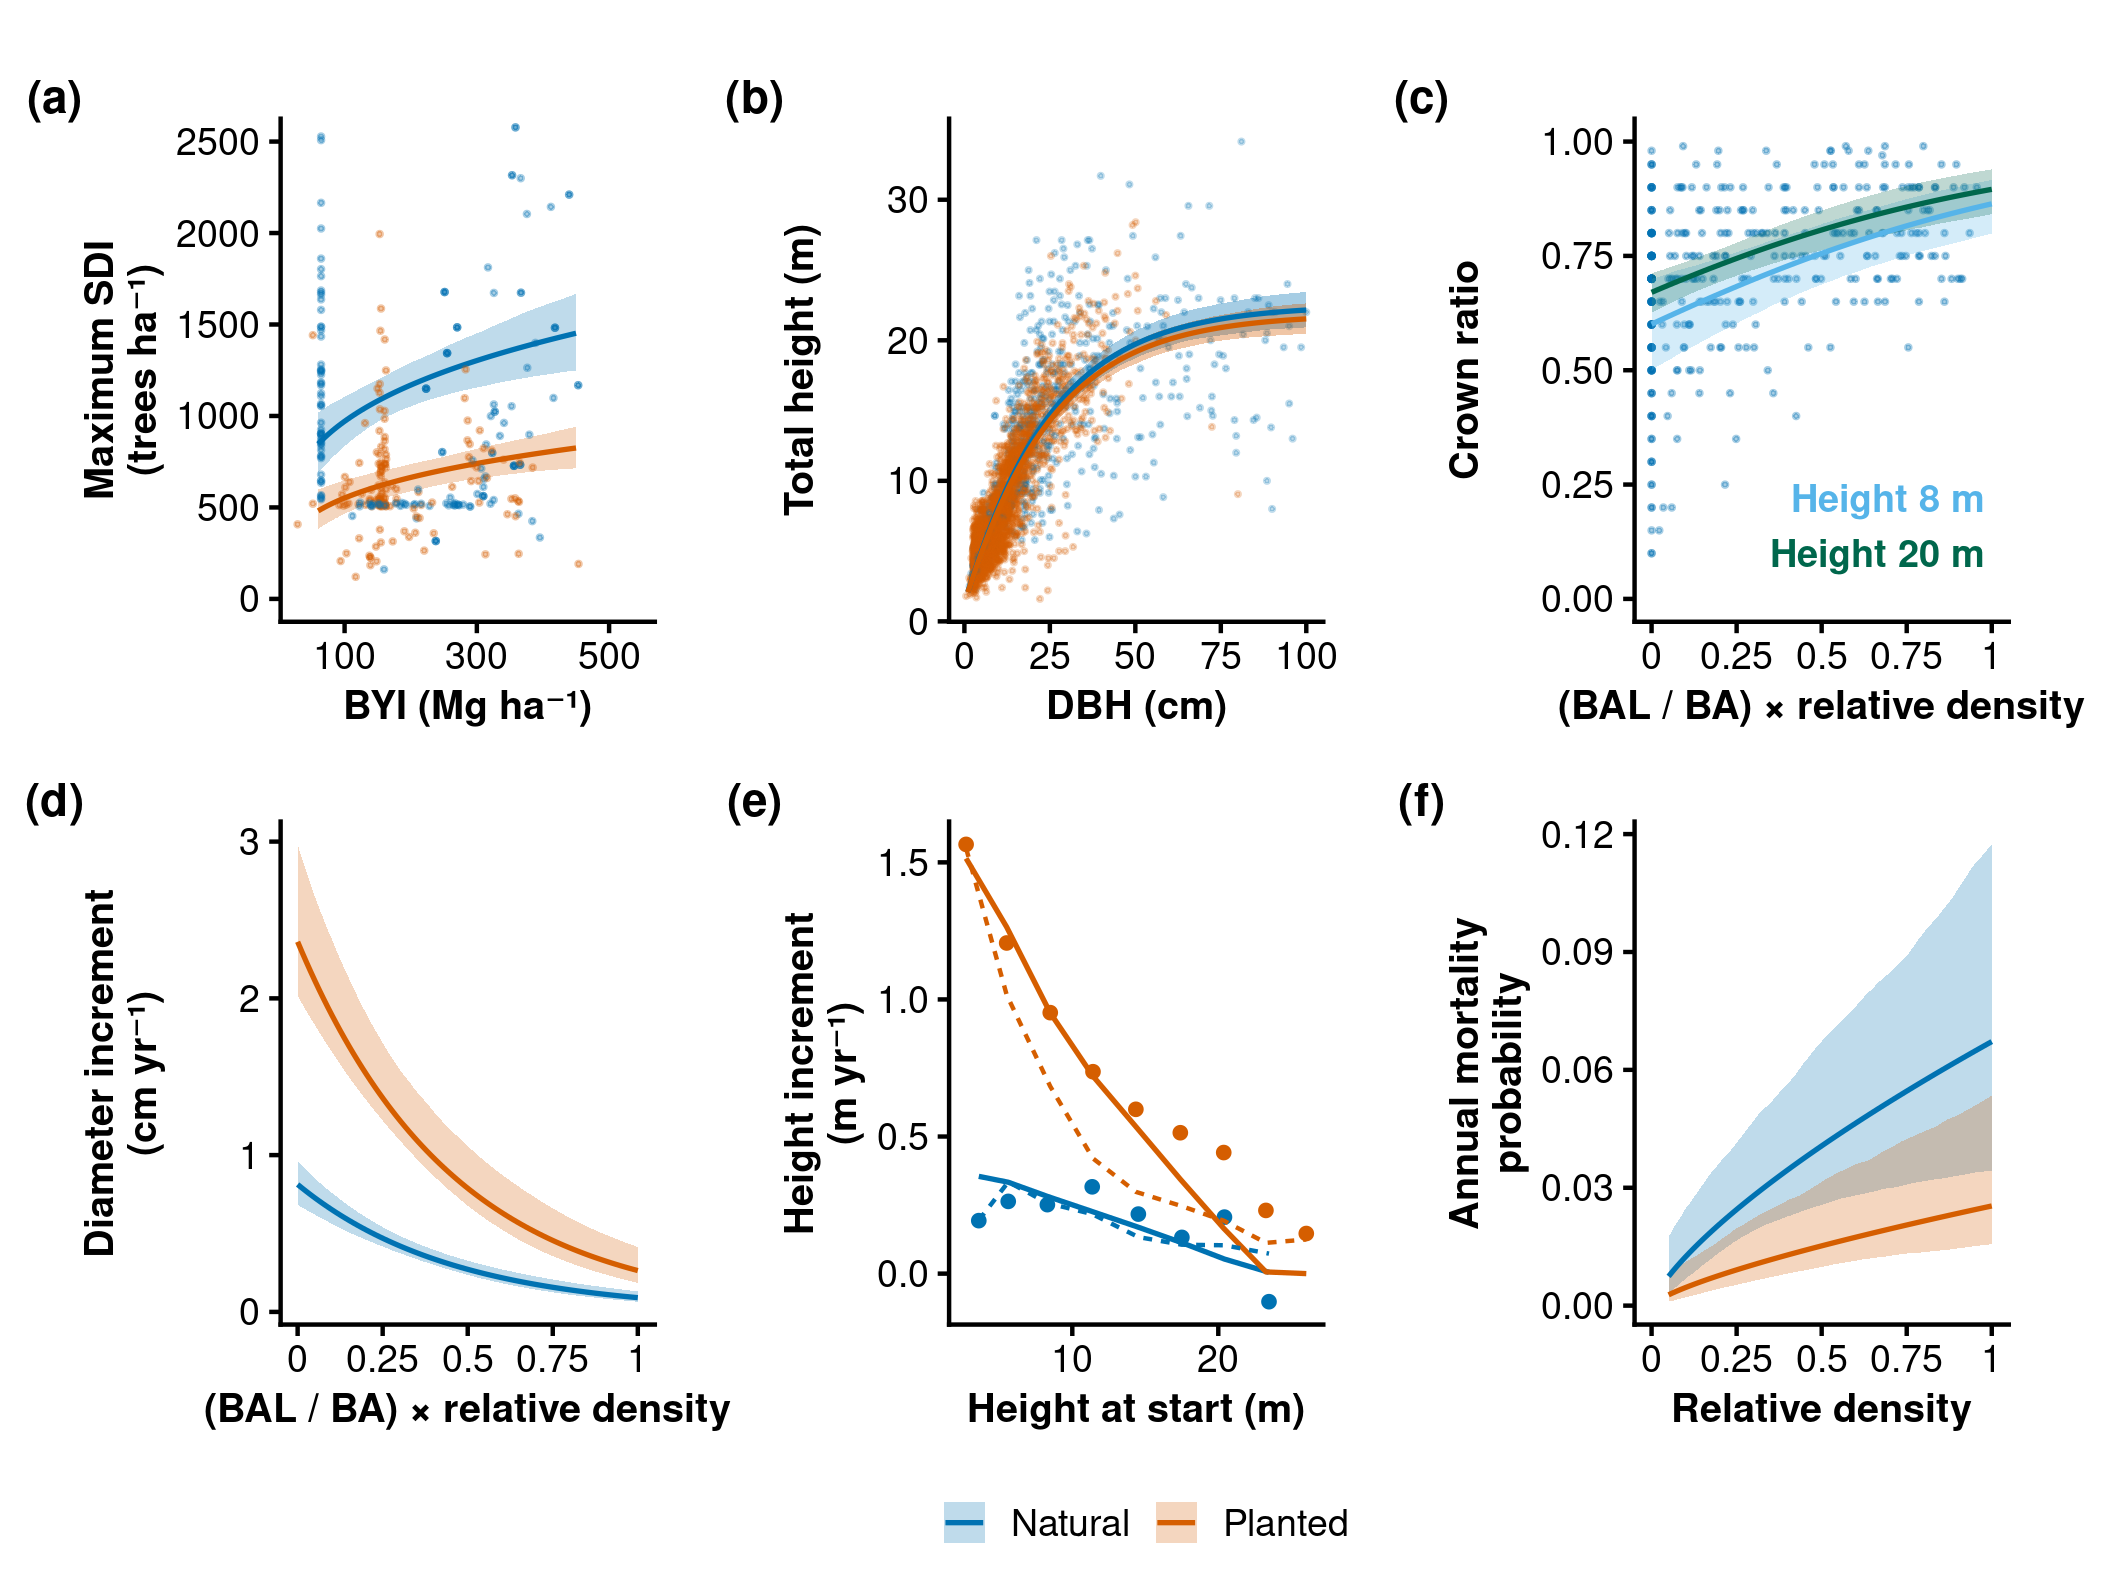 (a)
Maximum SDI
(trees ha⁻¹)
2500
2000
1500
1000
500
0
100 300 500
BYI (Mg ha⁻¹)
(b)
Total height (m)
30
20
10
0
0 25 50 75 100
DBH (cm)
(c)
Crown ratio
1.00
0.75
0.50
0.25
0.00
Height 8 m
Height 20 m
0 0.25 0.5 0.75 1
(BAL / BA) × relative density
(d)
Diameter increment
(cm yr⁻¹)
3
2
1
0
0 0.25 0.5 0.75 1
(BAL / BA) × relative density
(e)
Height increment
(m yr⁻¹)
1.5
1.0
0.5
0.0
10 20
Height at start (m)
(f)
Annual mortality
probability
0.12
0.09
0.06
0.03
0.00
0 0.25 0.5 0.75 1
Relative density
Natural Planted